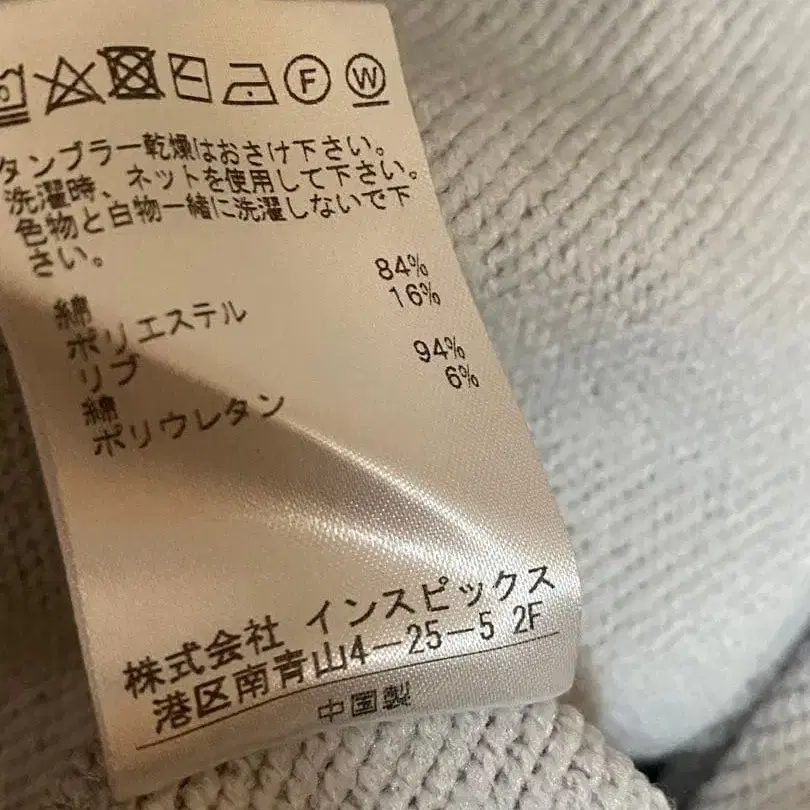 F W
タンブラー乾燥はおさけ下さい。
洗濯時、ネットを使用して下さい。
色物と白物一緒に洗濯しないで下
さい。
綿 84%
ポリエステル 16%
リブ
綿 94%
ポリウレタン 6%
株式会社 インスピックス
港区南青山4-25-5 2F
中国製